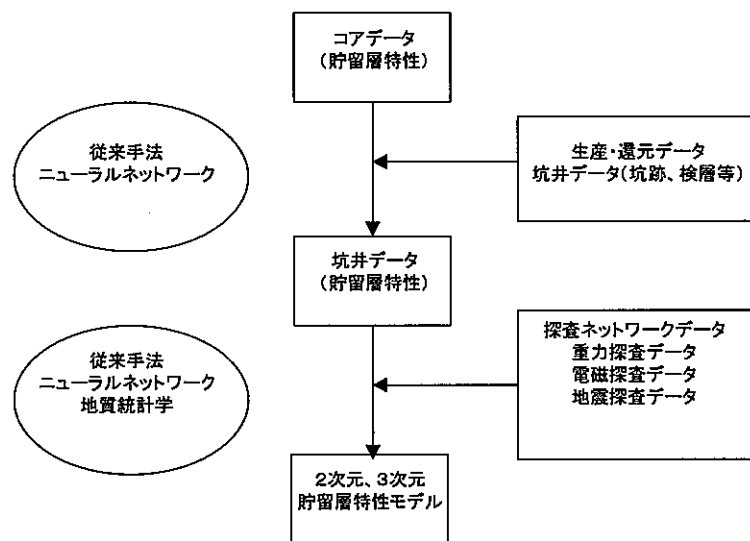 コアデータ
（貯留層特性）
従来手法
ニューラルネットワーク
生産・還元データ
坑井データ（坑跡、検層等）
坑井データ
（貯留層特性）
従来手法
ニューラルネットワーク
地質統計学
探査ネットワークデータ
重力探査データ
電磁探査データ
地震探査データ
２次元、３次元
貯留層特性モデル